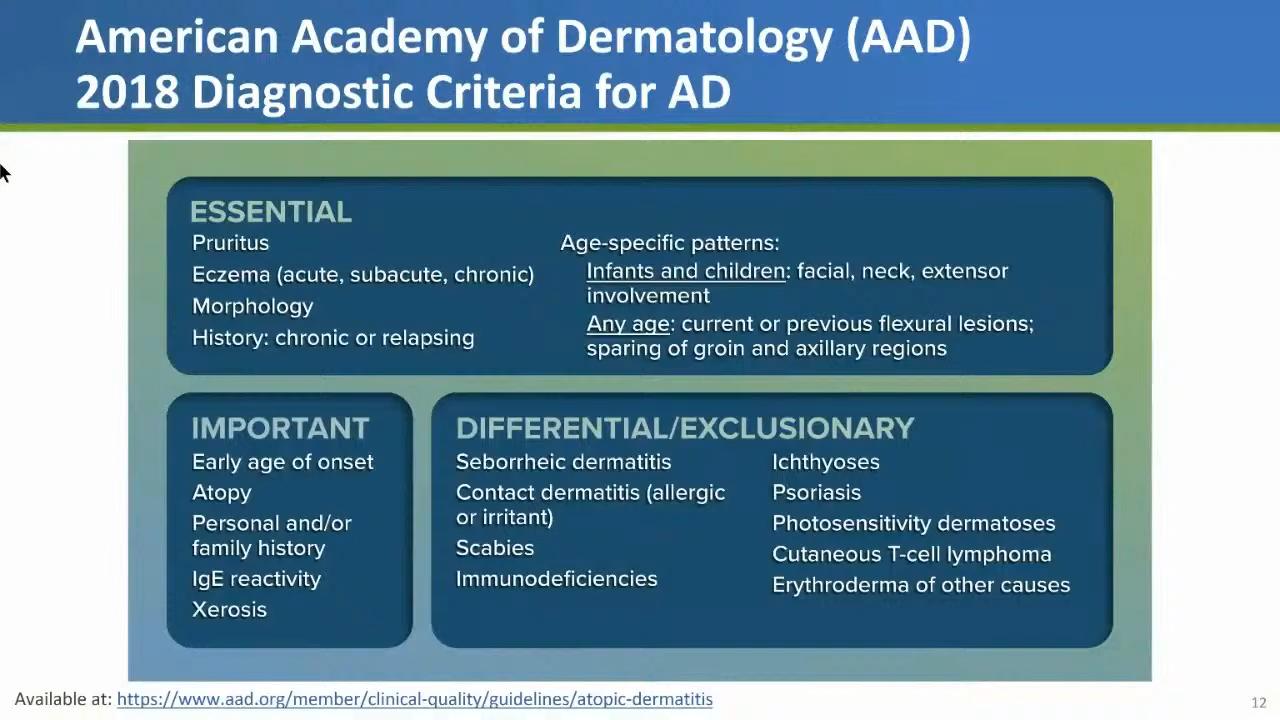 American Academy of Dermatology (AAD)
2018 Diagnostic Criteria for AD
ESSENTIAL
Pruritus
Eczema (acute, subacute, chronic)
Morphology
History: chronic or relapsing
Age-specific patterns:
Infants and children: facial, neck, extensor
involvement
Any age: current or previous flexural lesions;
sparing of groin and axillary regions
IMPORTANT
Early age of onset
Atopy
Personal and/or
family history
IgE reactivity
Xerosis
DIFFERENTIAL/EXCLUSIONARY
Seborrheic dermatitis
Contact dermatitis (allergic
or irritant)
Scabies
Immunodeficiencies
Ichthyoses
Psoriasis
Photosensitivity dermatoses
Cutaneous T-cell lymphoma
Erythroderma of other causes
Available at: https://www.aad.org/member/clinical-quality/guidelines/atopic-dermatitis
12